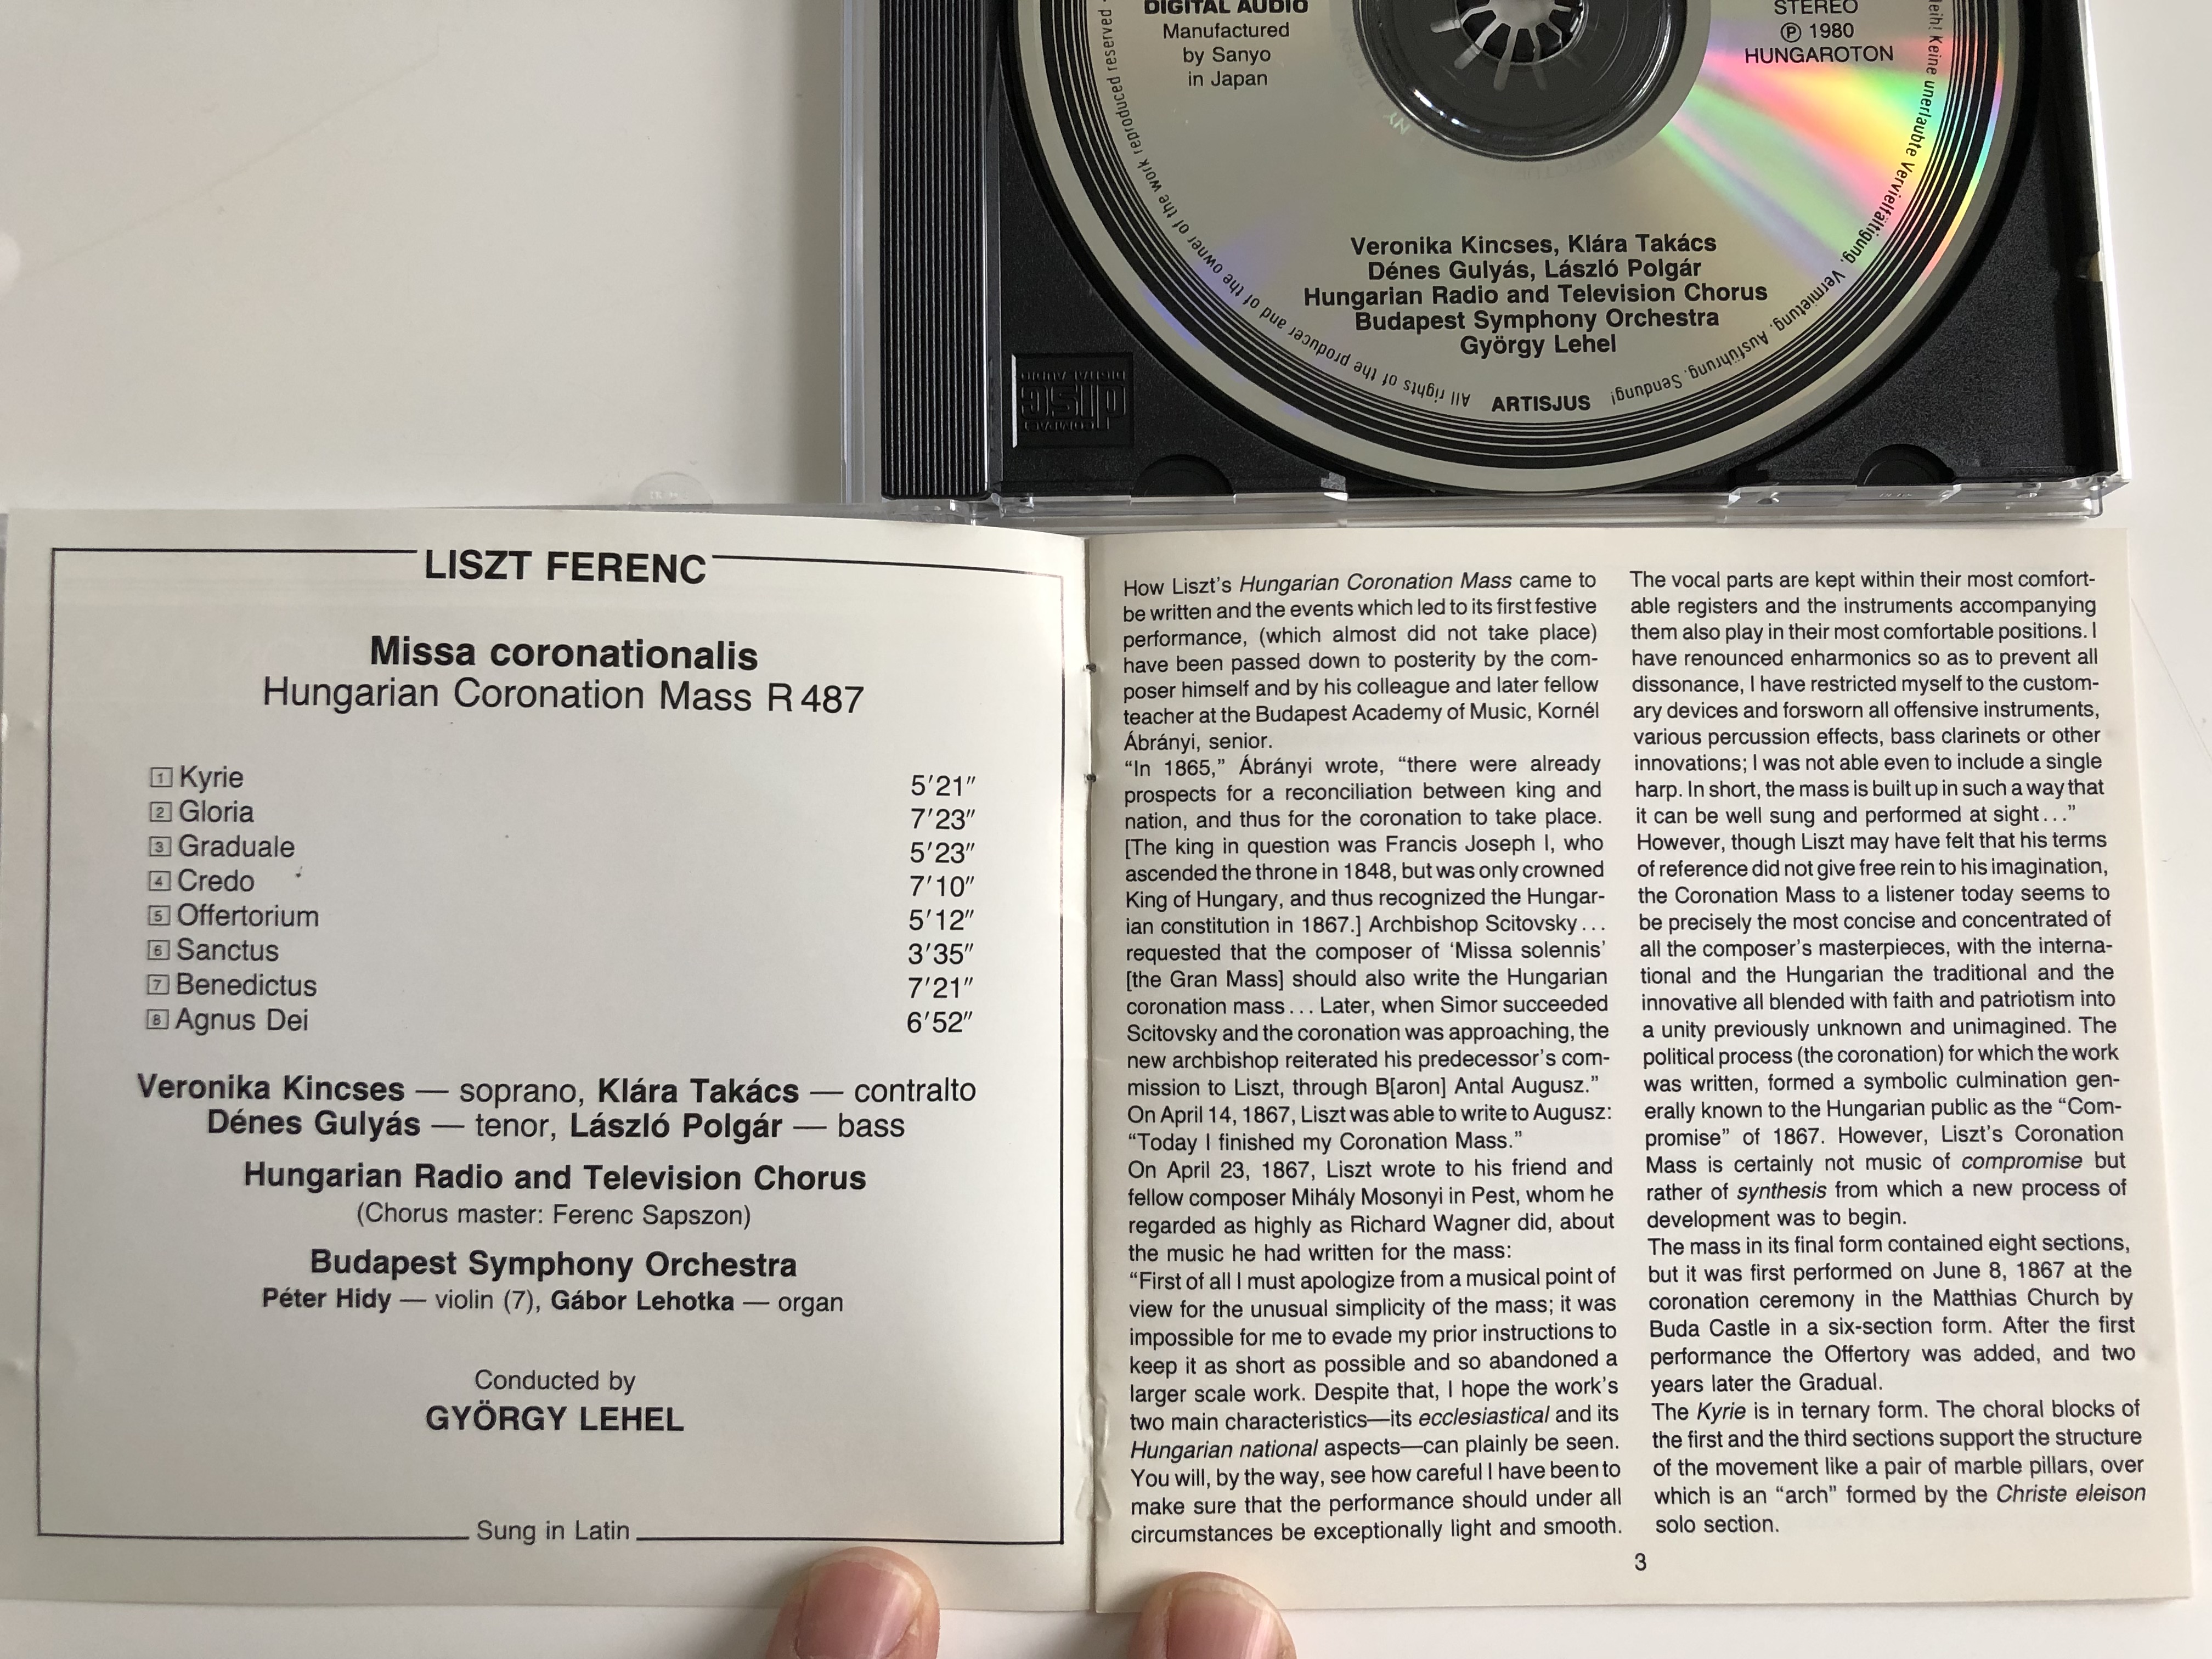 DIGITAL AUDIO
Manufactured
by Sanyo
in Japan
STEREO
Ⓟ 1980
HUNGAROTON
Veronika Kincses, Klára Takács
Dénes Gulyás, László Polgár
Hungarian Radio and Television Chorus
Budapest Symphony Orchestra
György Lehel
ARTISJUS
All rights of the producer and of the owner of the work reproduced reserved
Keine unerlaubte Vervielfältigung, Vermietung, Ausführung, Sendung!
COMPACT
disc
DIGITAL AUDIO
LISZT FERENC
Missa coronationalis
Hungarian Coronation Mass R 487
1 Kyrie 5'21"
2 Gloria 7'23"
3 Graduale 5'23"
4 Credo 7'10"
5 Offertorium 5'12"
6 Sanctus 3'35"
7 Benedictus 7'21"
8 Agnus Dei 6'52"
Veronika Kincses — soprano, Klára Takács — contralto
Dénes Gulyás — tenor, László Polgár — bass
Hungarian Radio and Television Chorus
(Chorus master: Ferenc Sapszon)
Budapest Symphony Orchestra
Péter Hidy — violin (7), Gábor Lehotka — organ
Conducted by
GYÖRGY LEHEL
Sung in Latin
How Liszt's Hungarian Coronation Mass came to
be written and the events which led to its first festive
performance, (which almost did not take place)
have been passed down to posterity by the com-
poser himself and by his colleague and later fellow
teacher at the Budapest Academy of Music, Kornél
Ábrányi, senior.
“In 1865,” Ábrányi wrote, “there were already
prospects for a reconciliation between king and
nation, and thus for the coronation to take place.
[The king in question was Francis Joseph I, who
ascended the throne in 1848, but was only crowned
King of Hungary, and thus recognized the Hungar-
ian constitution in 1867.] Archbishop Scitovsky...
requested that the composer of ‘Missa solennis’
[the Gran Mass] should also write the Hungarian
coronation mass... Later, when Simor succeeded
Scitovsky and the coronation was approaching, the
new archbishop reiterated his predecessor's com-
mission to Liszt, through B[aron] Antal Augusz.”
On April 14, 1867, Liszt was able to write to Augusz:
“Today I finished my Coronation Mass.”
On April 23, 1867, Liszt wrote to his friend and
fellow composer Mihály Mosonyi in Pest, whom he
regarded as highly as Richard Wagner did, about
the music he had written for the mass:
“First of all I must apologize from a musical point of
view for the unusual simplicity of the mass; it was
impossible for me to evade my prior instructions to
keep it as short as possible and so abandoned a
larger scale work. Despite that, I hope the work's
two main characteristics—its ecclesiastical and its
Hungarian national aspects—can plainly be seen.
You will, by the way, see how careful I have been to
make sure that the performance should under all
circumstances be exceptionally light and smooth.
The vocal parts are kept within their most comfort-
able registers and the instruments accompanying
them also play in their most comfortable positions. I
have renounced enharmonics so as to prevent all
dissonance, I have restricted myself to the custom-
ary devices and forsworn all offensive instruments,
various percussion effects, bass clarinets or other
innovations; I was not able even to include a single
harp. In short, the mass is built up in such a way that
it can be well sung and performed at sight...”
However, though Liszt may have felt that his terms
of reference did not give free rein to his imagination,
the Coronation Mass to a listener today seems to
be precisely the most concise and concentrated of
all the composer's masterpieces, with the interna-
tional and the Hungarian the traditional and the
innovative all blended with faith and patriotism into
a unity previously unknown and unimagined. The
political process (the coronation) for which the work
was written, formed a symbolic culmination gen-
erally known to the Hungarian public as the “Com-
promise” of 1867. However, Liszt's Coronation
Mass is certainly not music of compromise but
rather of synthesis from which a new process of
development was to begin.
The mass in its final form contained eight sections,
but it was first performed on June 8, 1867 at the
coronation ceremony in the Matthias Church by
Buda Castle in a six-section form. After the first
performance the Offertory was added, and two
years later the Gradual.
The Kyrie is in ternary form. The choral blocks of
the first and the third sections support the structure
of the movement like a pair of marble pillars, over
which is an “arch” formed by the Christe eleison
solo section.
3